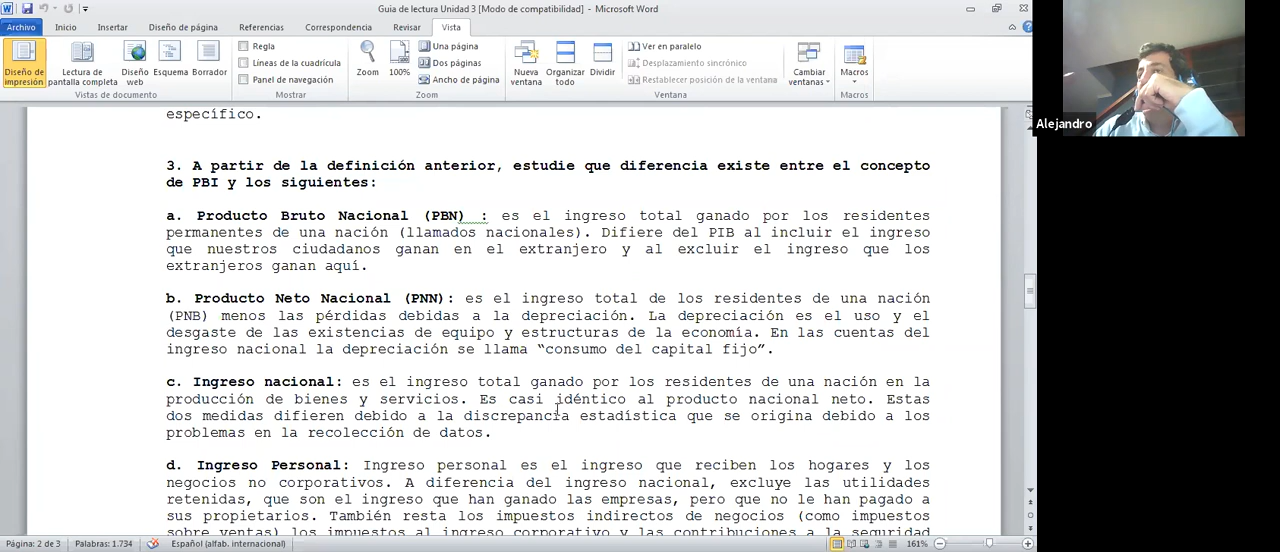 Guia de lectura Unidad 3 [Modo de compatibilidad] - Microsoft Word
Archivo Inicio Insertar Diseño de página Referencias Correspondencia Revisar Vista
Diseño de impresión
Lectura de pantalla completa
Diseño web
Esquema
Borrador
Vistas de documento
Regla
Líneas de la cuadrícula
Panel de navegación
Mostrar
Zoom
100%
Una página
Dos páginas
Ancho de página
Zoom
Nueva ventana
Organizar todo
Dividir
Ver en paralelo
Desplazamiento sincrónico
Restablecer posición de la ventana
Ventana
Cambiar ventanas
Macros
Macros
Alejandro
específico.
3. A partir de la definición anterior, estudie que diferencia existe entre el concepto
de PBI y los siguientes:
a. Producto Bruto Nacional (PBN) : es el ingreso total ganado por los residentes
permanentes de una nación (llamados nacionales). Difiere del PIB al incluir el ingreso
que nuestros ciudadanos ganan en el extranjero y al excluir el ingreso que los
extranjeros ganan aquí.
b. Producto Neto Nacional (PNN): es el ingreso total de los residentes de una nación
(PNB) menos las pérdidas debidas a la depreciación. La depreciación es el uso y el
desgaste de las existencias de equipo y estructuras de la economía. En las cuentas del
ingreso nacional la depreciación se llama “consumo del capital fijo”.
c. Ingreso nacional: es el ingreso total ganado por los residentes de una nación en la
producción de bienes y servicios. Es casi idéntico al producto nacional neto. Estas
dos medidas difieren debido a la discrepancia estadística que se origina debido a los
problemas en la recolección de datos.
d. Ingreso Personal: Ingreso personal es el ingreso que reciben los hogares y los
negocios no corporativos. A diferencia del ingreso nacional, excluye las utilidades
retenidas, que son el ingreso que han ganado las empresas, pero que no le han pagado a
sus propietarios. También resta los impuestos indirectos de negocios (como impuestos
sobre ventas) los impuestos al ingreso corporativo y las contribuciones a la seguridad
Página: 2 de 3 Palabras: 1.734 Español (alfab. internacional) 161%